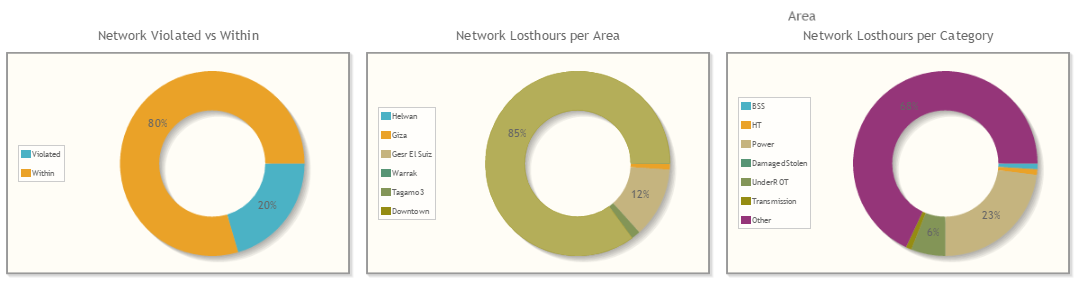 Area
Network Violated vs Within
Network Losthours per Area
Network Losthours per Category
80%
20%
Violated
Within
85%
12%
Helwan
Giza
Gesr El Suiz
Warrak
Tagamo3
Downtown
68%
23%
6%
BSS
HT
Power
DamagedStolen
UnderROT
Transmission
Other